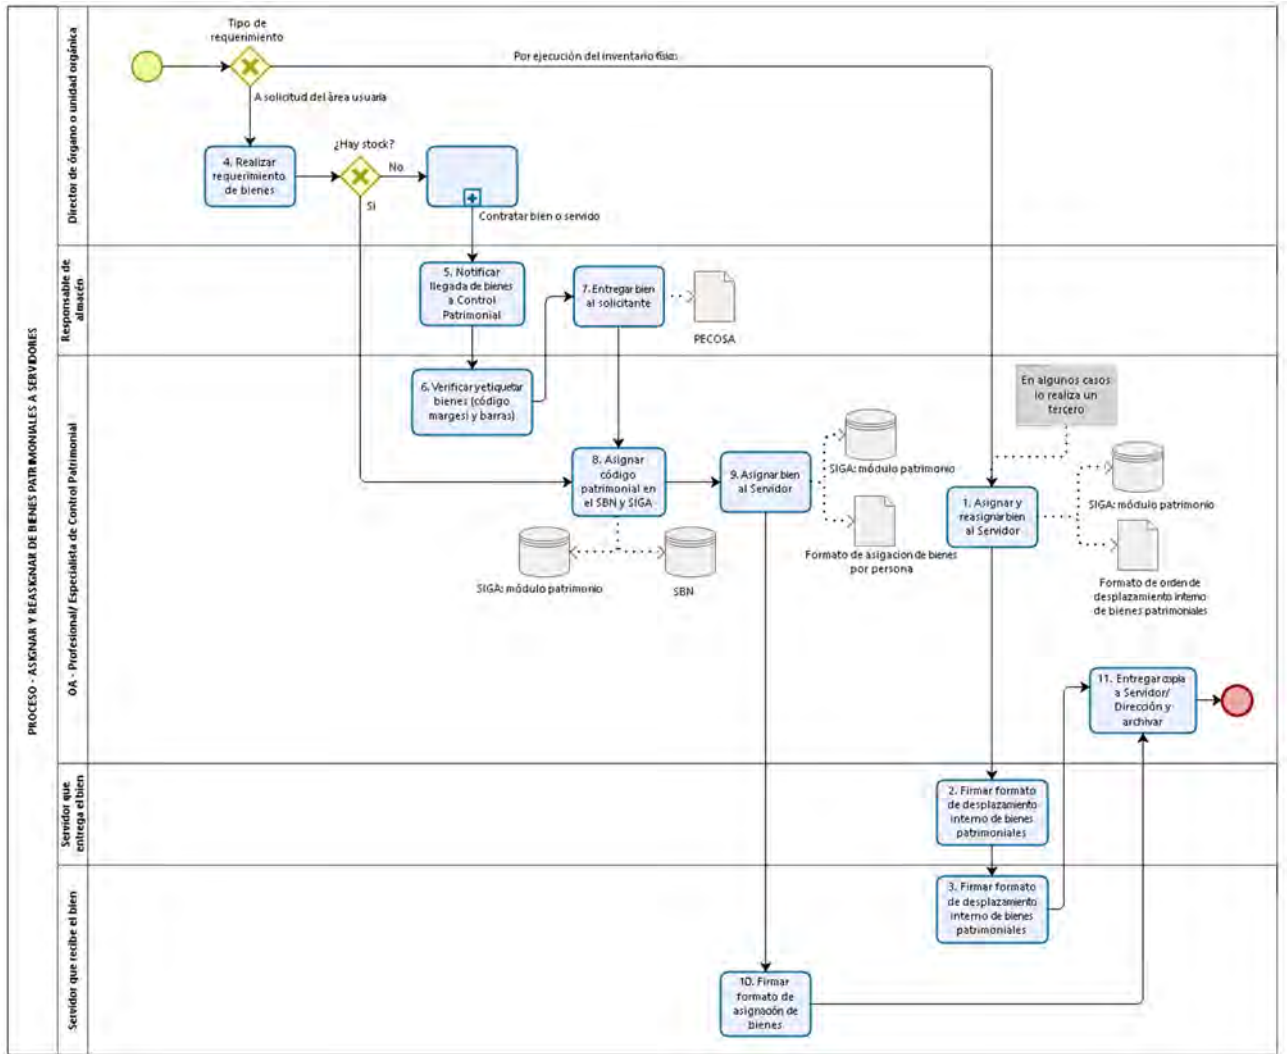 PROCESO - ASIGNAR Y REASIGNAR DE BIENES PATRIMONIALES A SERVIDORES
Director de órgano o unidad orgánica
Tipo de
requerimiento
Por ejecución del inventario físico
A solicitud del àrea usuaria
4. Realizar
requerimiento
de bienes
¿Hay stock?
No
Si
Contratar bien o servido
Responsable de
almacén
5. Notificar
llegada de bienes
a Control
Patrimonial
7. Entregar bien
al solicitante
PECOSA
OA - Profesional/ Especialista de Control Patrimonial
6. Verificar y etiquetar
bienes (código
margesí y barras)
8. Asignar
código
patrimonial en
el SBN y SIGA
SIGA: módulo patrimonio
SBN
9. Asignar bien
al Servidor
SIGA: módulo patrimonio
Formato de asigacion de bienes
por persona
En algunos casos
lo realiza un
tercero
1. Asignar y
reasignar bien
al Servidor
SIGA: módulo patrimonio
Formato de orden de
desplazamiento interno
de bienes patrimoniales
11. Entregar copia
a Servidor/
Dirección y
archivar
Servidor que
entrega el bien
2. Firmar formato
de desplazamiento
interno de bienes
patrimoniales
Servidor que recibe el bien
3. Firmar formato
de desplazamiento
interno de bienes
patrimoniales
10. Firmar
formato de
asignación de
bienes